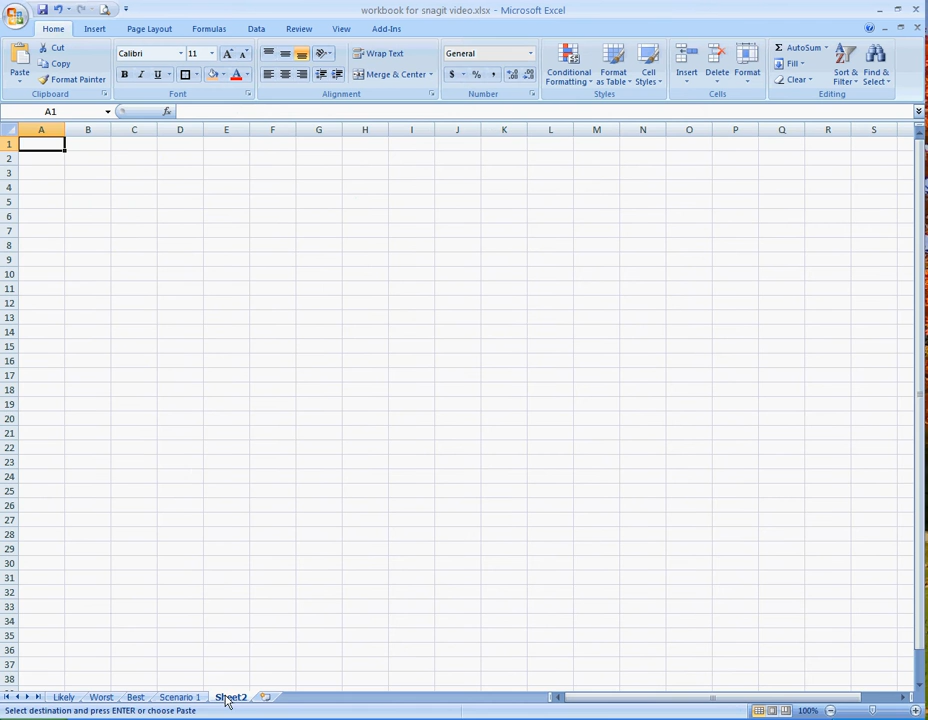 workbook for snagit video.xlsx - Microsoft Excel
Home Insert Page Layout Formulas Data Review View Add-Ins
Paste
Cut
Copy
Format Painter
Clipboard
Calibri 11 A A
B I U A
Font
Wrap Text
Merge & Center
Alignment
General
$ % , .0 .00 .00 .0
Number
Conditional Formatting
Format as Table
Cell Styles
Styles
Insert Delete Format
Cells
Σ AutoSum
Fill
Clear
Sort & Filter
Find & Select
Editing
A1 fx
A B C D E F G H I J K L M N O P Q R S
1
2
3
4
5
6
7
8
9
10
11
12
13
14
15
16
17
18
19
20
21
22
23
24
25
26
27
28
29
30
31
32
33
34
35
36
37
38
Likely Worst Best Scenario 1 Sheet2
Select destination and press ENTER or choose Paste 100%